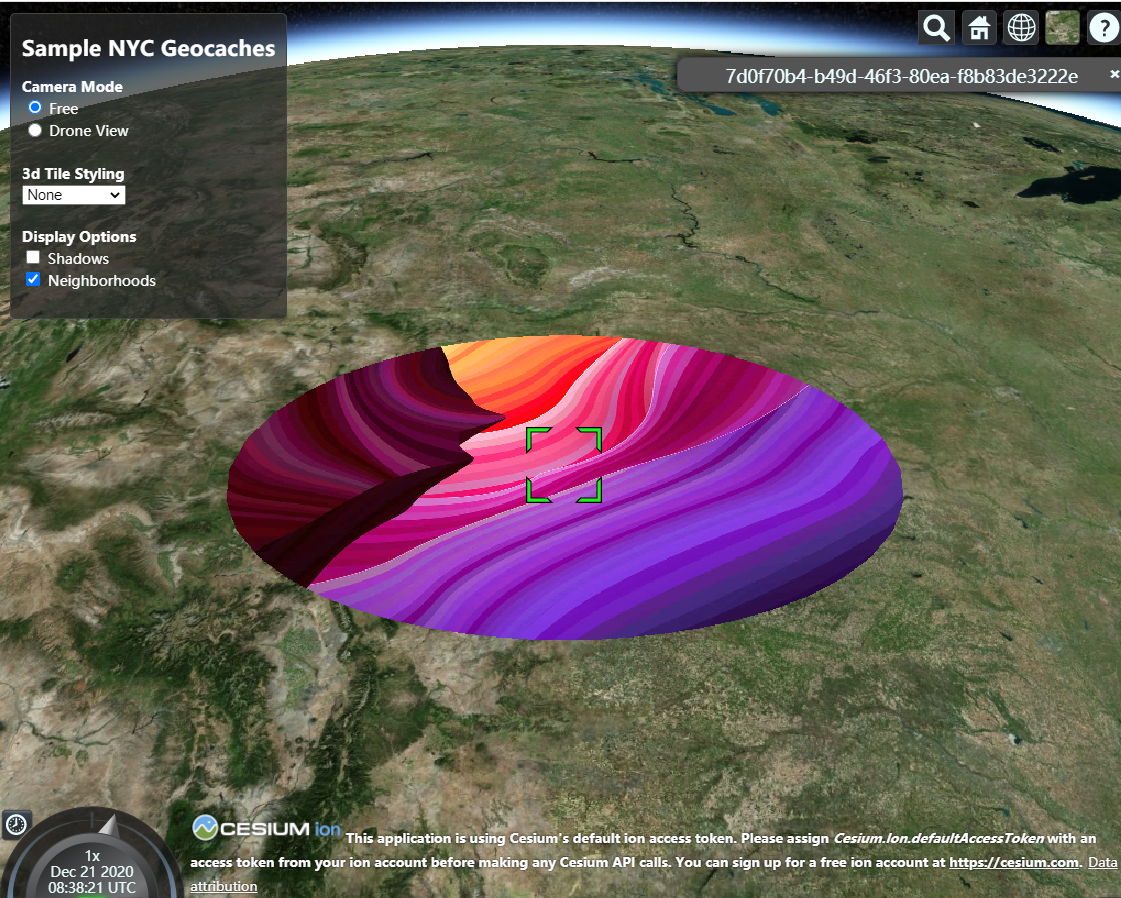 Sample NYC Geocaches
Camera Mode
Free
Drone View
3d Tile Styling
None
Display Options
Shadows
Neighborhoods
?
7d0f70b4-b49d-46f3-80ea-f8b83de3222e
×
CESIUM ion This application is using Cesium's default ion access token. Please assign Cesium.Ion.defaultAccessToken with an
access token from your ion account before making any Cesium API calls. You can sign up for a free ion account at https://cesium.com. Data
attribution
1x
Dec 21 2020
08:38:21 UTC